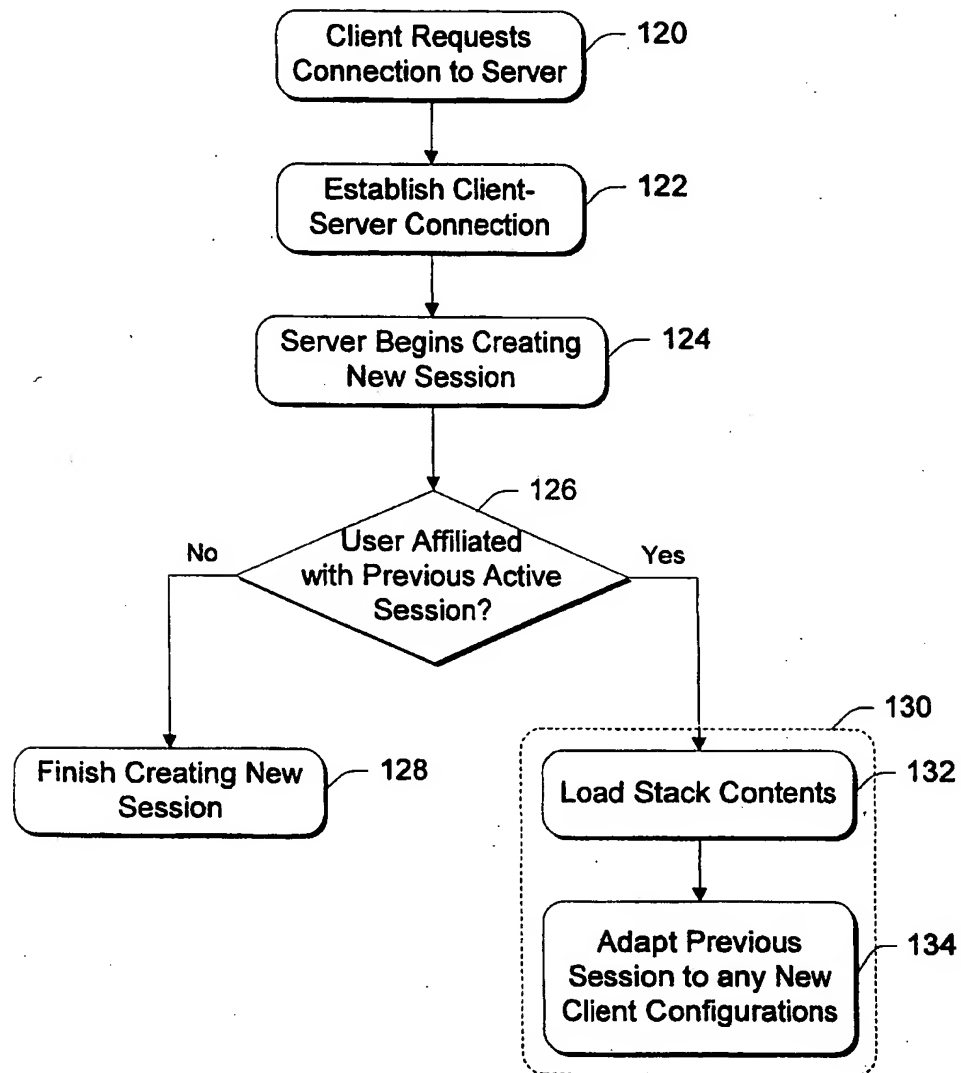 Client Requests
Connection to Server
120
Establish Client-
Server Connection
122
Server Begins Creating
New Session
124
126
User Affiliated
with Previous Active
Session?
No
Yes
130
Finish Creating New
Session
128
Load Stack Contents
132
Adapt Previous
Session to any New
Client Configurations
134